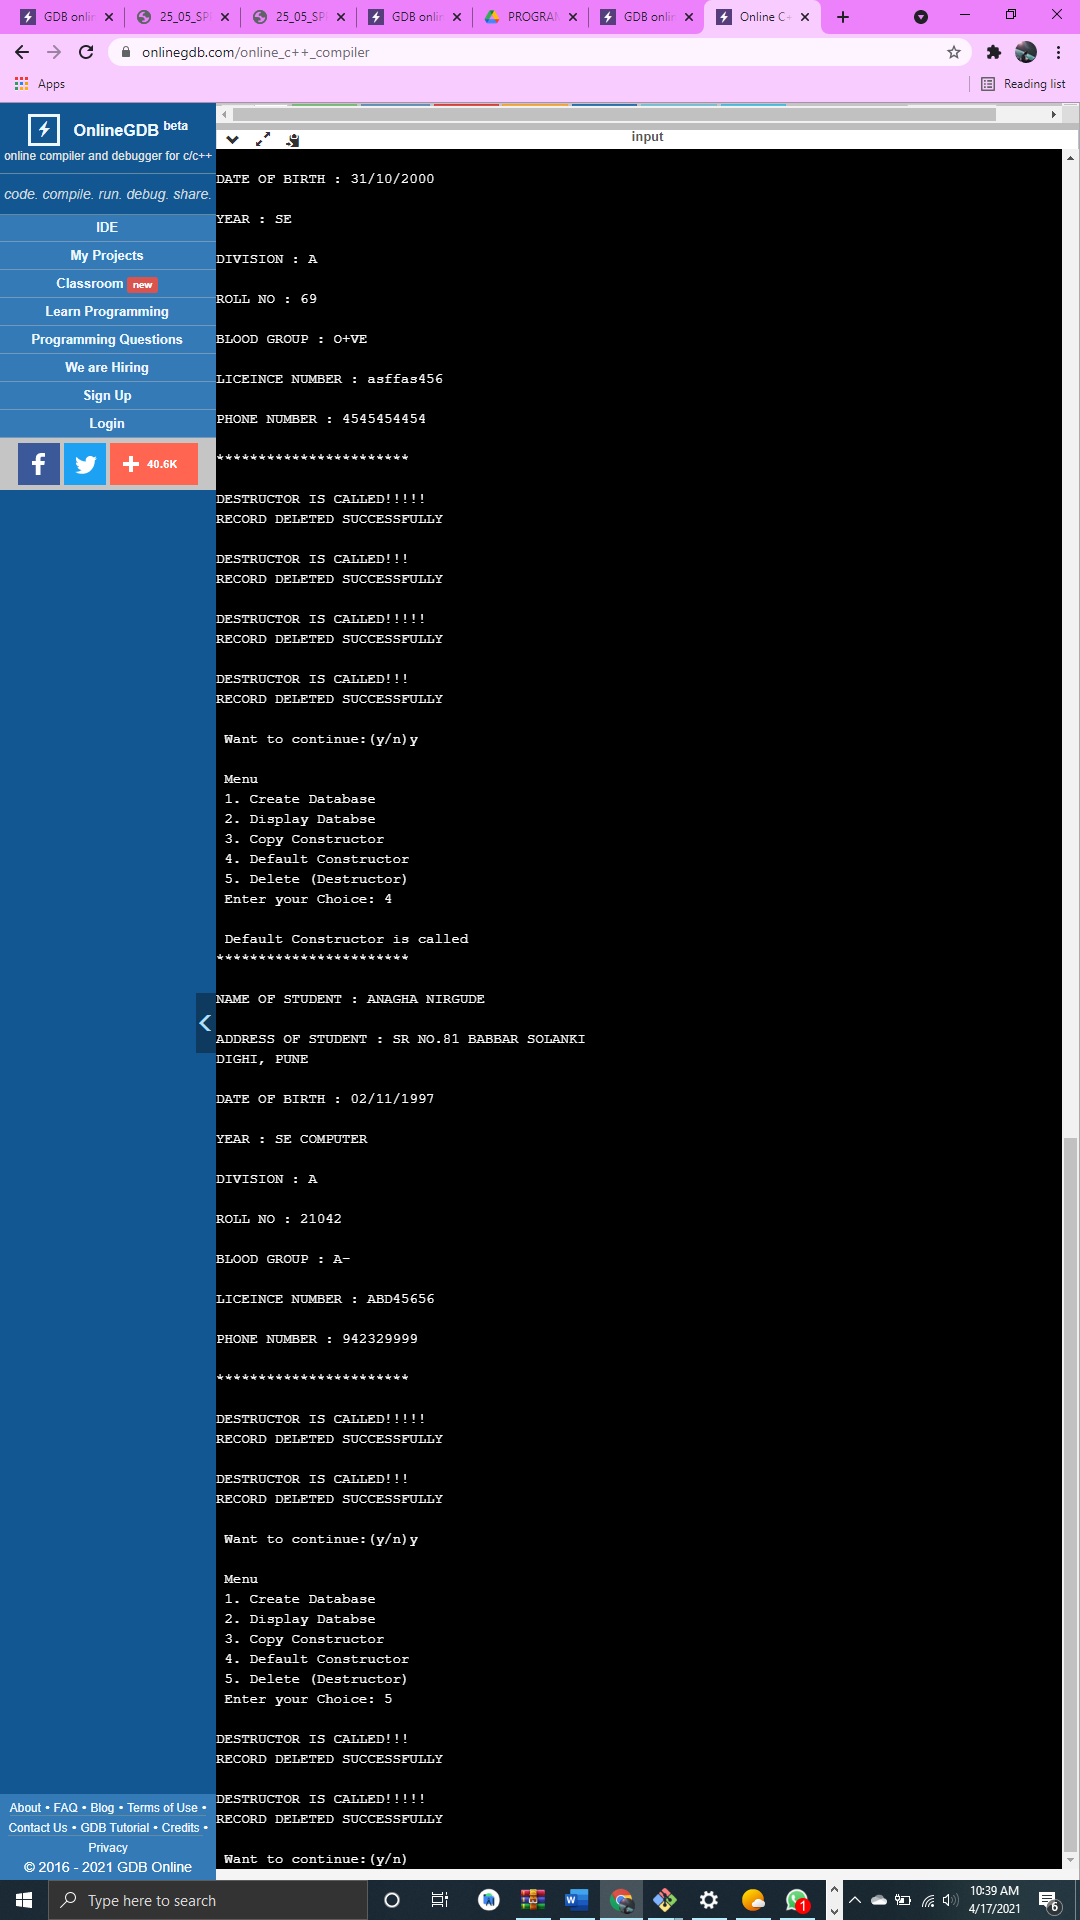 GDB onlin
25_05_SP
25_05_SP
GDB onlin
PROGRA
GDB onlin
Online C
onlinegdb.com/online_c++_compiler
Apps
Reading list
OnlineGDB beta
online compiler and debugger for c/c++
code. compile. run. debug. share.
IDE
My Projects
Classroom new
Learn Programming
Programming Questions
We are Hiring
Sign Up
Login
f
40.6K
input
DATE OF BIRTH : 31/10/2000
YEAR : SE
DIVISION : A
ROLL NO : 69
BLOOD GROUP : O+VE
LICEINCE NUMBER : asffas456
PHONE NUMBER : 4545454454
***********************
DESTRUCTOR IS CALLED!!!!!
RECORD DELETED SUCCESSFULLY
DESTRUCTOR IS CALLED!!!
RECORD DELETED SUCCESSFULLY
DESTRUCTOR IS CALLED!!!!!
RECORD DELETED SUCCESSFULLY
DESTRUCTOR IS CALLED!!!
RECORD DELETED SUCCESSFULLY
Want to continue:(y/n)y
Menu
1. Create Database
2. Display Databse
3. Copy Constructor
4. Default Constructor
5. Delete (Destructor)
Enter your Choice: 4
Default Constructor is called
***********************
NAME OF STUDENT : ANAGHA NIRGUDE
ADDRESS OF STUDENT : SR NO.81 BABBAR SOLANKI
DIGHI, PUNE
DATE OF BIRTH : 02/11/1997
YEAR : SE COMPUTER
DIVISION : A
ROLL NO : 21042
BLOOD GROUP : A-
LICEINCE NUMBER : ABD45656
PHONE NUMBER : 942329999
***********************
DESTRUCTOR IS CALLED!!!!!
RECORD DELETED SUCCESSFULLY
DESTRUCTOR IS CALLED!!!
RECORD DELETED SUCCESSFULLY
Want to continue:(y/n)y
Menu
1. Create Database
2. Display Databse
3. Copy Constructor
4. Default Constructor
5. Delete (Destructor)
Enter your Choice: 5
DESTRUCTOR IS CALLED!!!
RECORD DELETED SUCCESSFULLY
DESTRUCTOR IS CALLED!!!!!
RECORD DELETED SUCCESSFULLY
Want to continue:(y/n)
About • FAQ • Blog • Terms of Use •
Contact Us • GDB Tutorial • Credits •
Privacy
© 2016 - 2021 GDB Online
Type here to search
W
1
10:39 AM
4/17/2021
6